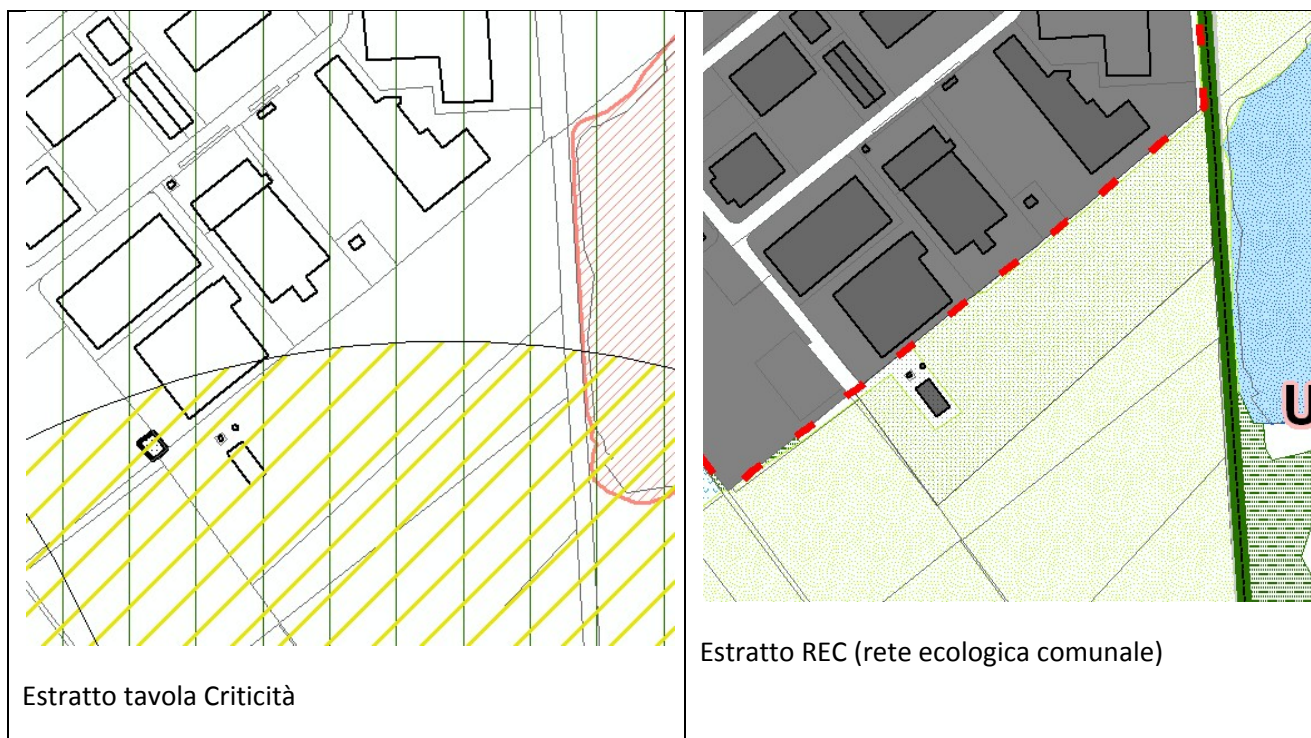 U
Estratto REC (rete ecologica comunale)
Estratto tavola Criticità